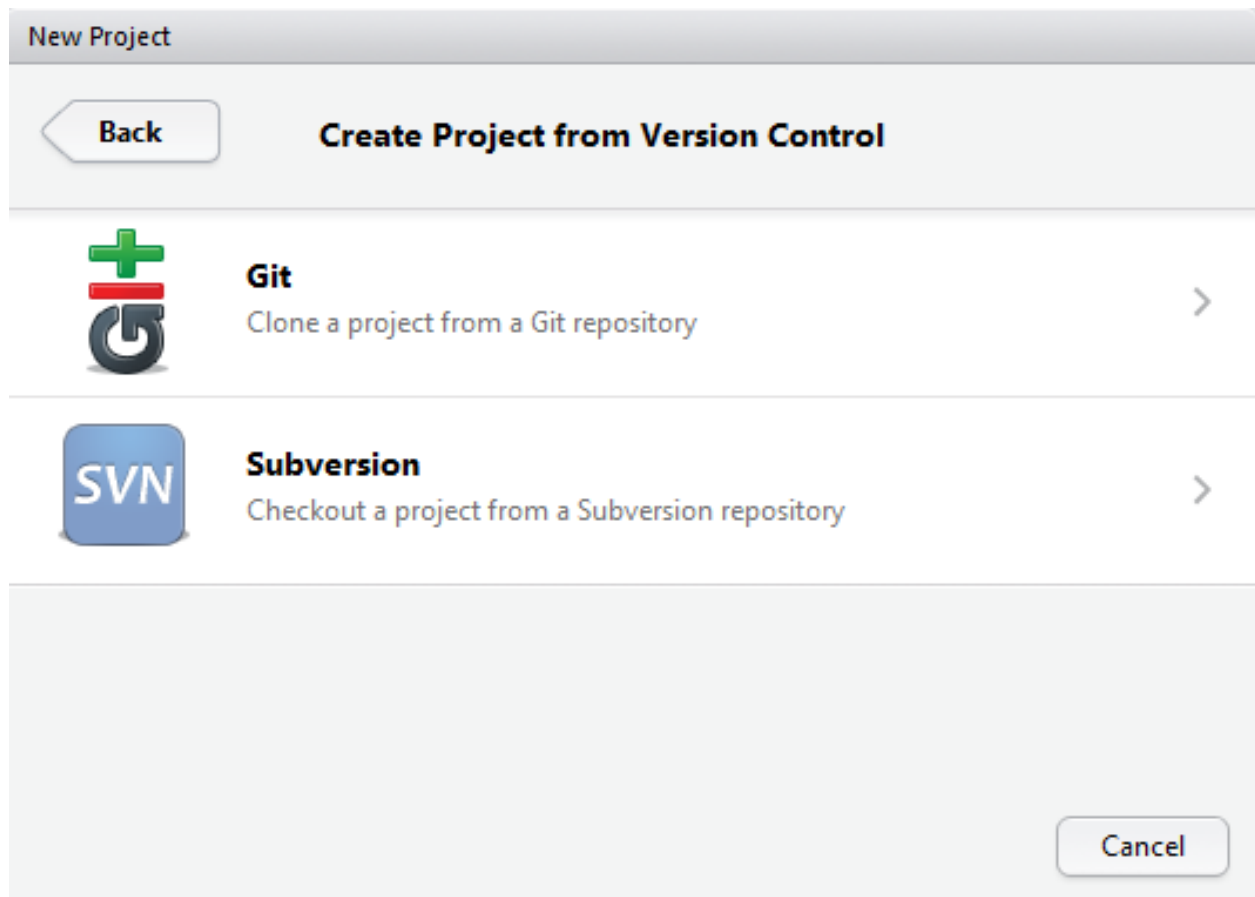 New Project
Back
Create Project from Version Control
Git
Clone a project from a Git repository
SVN
Subversion
Checkout a project from a Subversion repository
Cancel